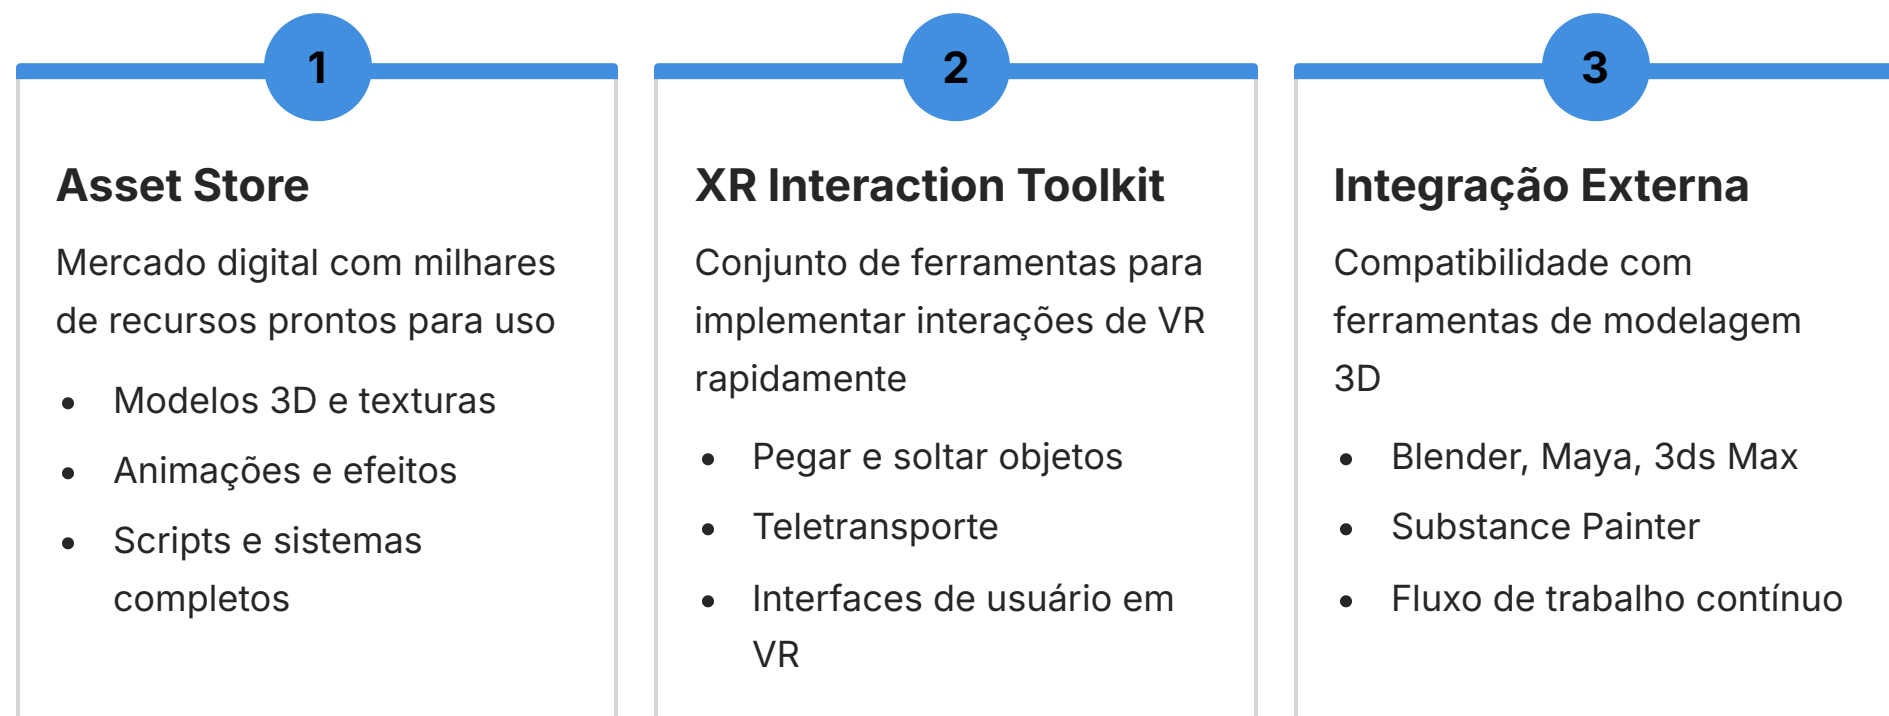 1
Asset Store
Mercado digital com milhares
de recursos prontos para uso
• Modelos 3D e texturas
• Animações e efeitos
• Scripts e sistemas
completos
2
XR Interaction Toolkit
Conjunto de ferramentas para
implementar interações de VR
rapidamente
• Pegar e soltar objetos
• Teletransporte
• Interfaces de usuário em
VR
3
Integração Externa
Compatibilidade com
ferramentas de modelagem
3D
• Blender, Maya, 3ds Max
• Substance Painter
• Fluxo de trabalho contínuo